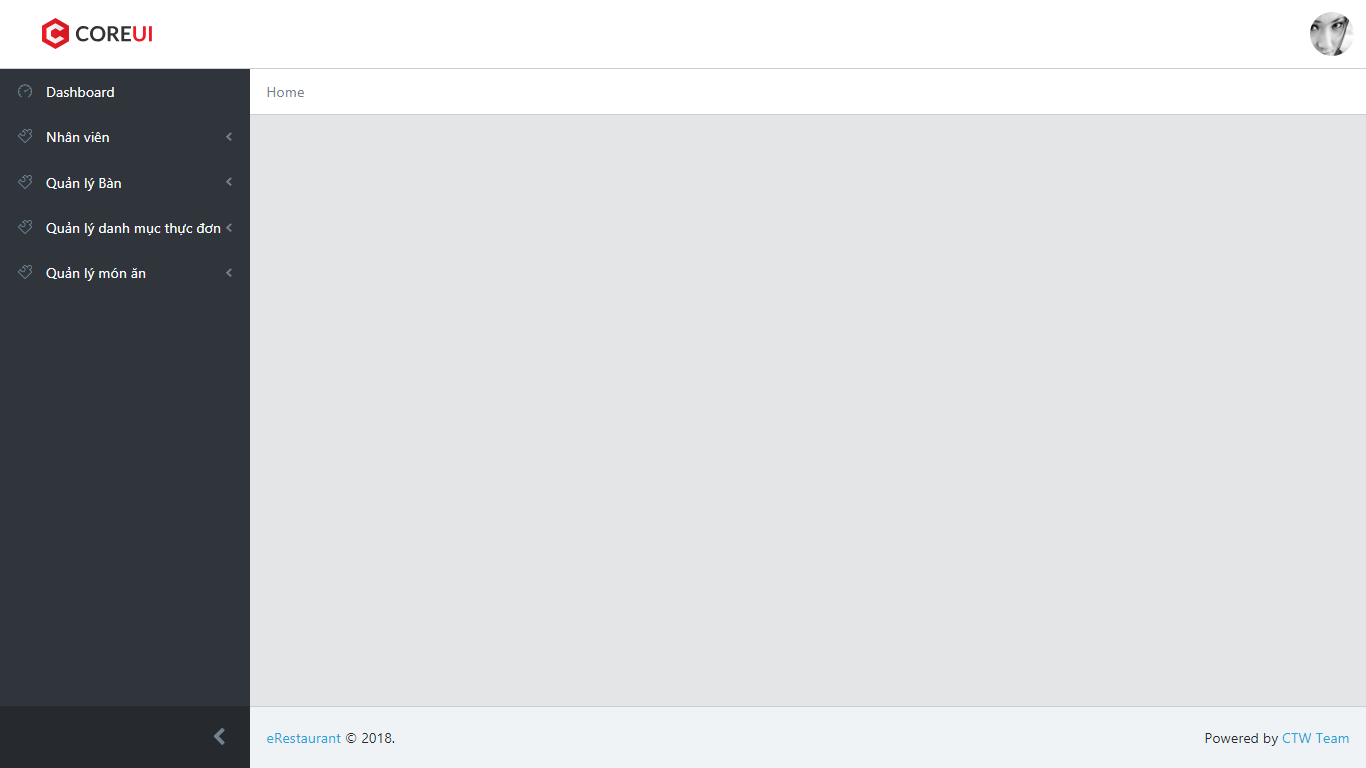 COREUI
Dashboard
Home
Nhân viên
Quản lý Bàn
Quản lý danh mục thực đơn
Quản lý món ăn
eRestaurant © 2018.
Powered by CTW Team